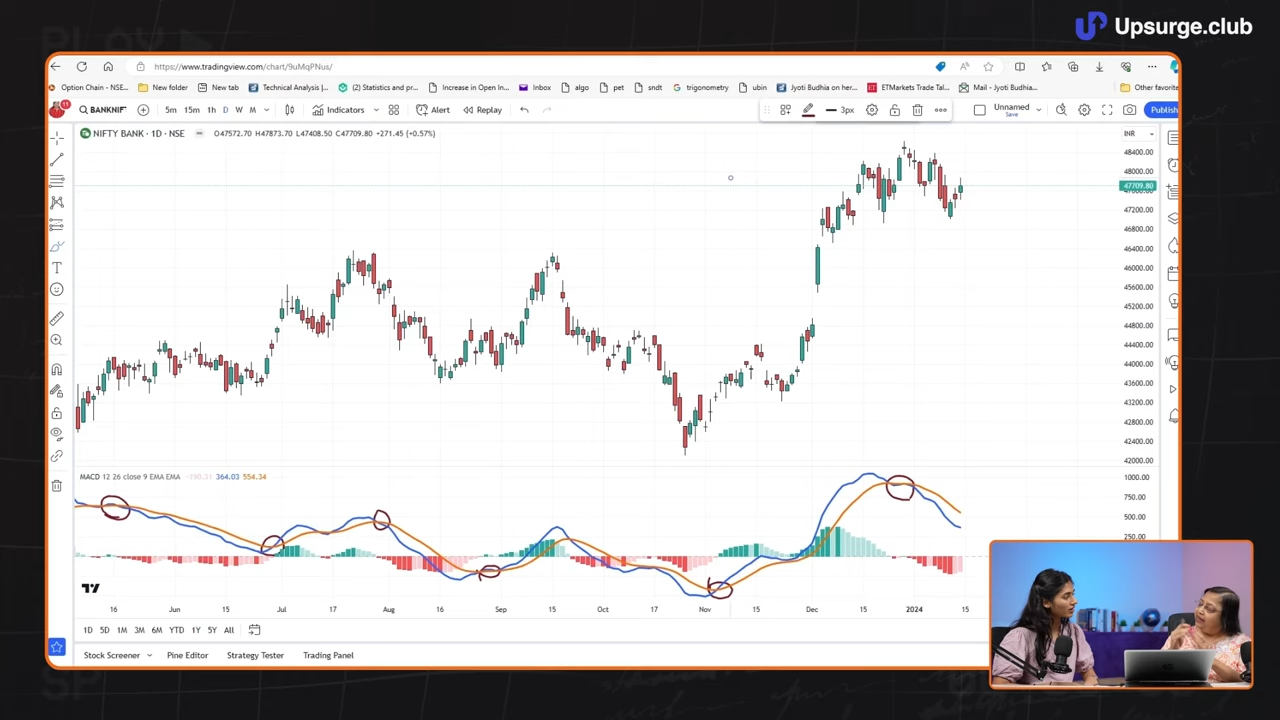 Upsurge.club
https://www.tradingview.com/chart/9uMqPNus/
Option Chain - NSE... New folder New tab Technical Analysis |... (2) Statistics and pr... Increase in Open In... Inbox algo pet sndt trigonometry ubin Jyoti Budhia on her... ETMarkets Trade Tal... Mail - Jyoti Budhia... Other favorite
11 BANKNIF 5m 15m 1h D W M Indicators Alert Replay 3px Unnamed Save Publish
NIFTY BANK · 1D · NSE O47572.70 H47873.70 L47408.50 C47709.80 +271.45 (+0.57%) INR
48400.00
48000.00
47709.80
47200.00
46800.00
46400.00
46000.00
45600.00
45200.00
44800.00
44400.00
44000.00
43600.00
43200.00
42800.00
42400.00
42000.00
MACD 12 26 close 9 EMA EMA -190.31 364.03 554.34 1000.00
750.00
500.00
250.00
16 Jun 15 Jul 17 Aug 16 Sep 15 Oct 17 Nov 15 Dec 15 2024 15
1D 5D 1M 3M 6M YTD 1Y 5Y All
Stock Screener Pine Editor Strategy Tester Trading Panel